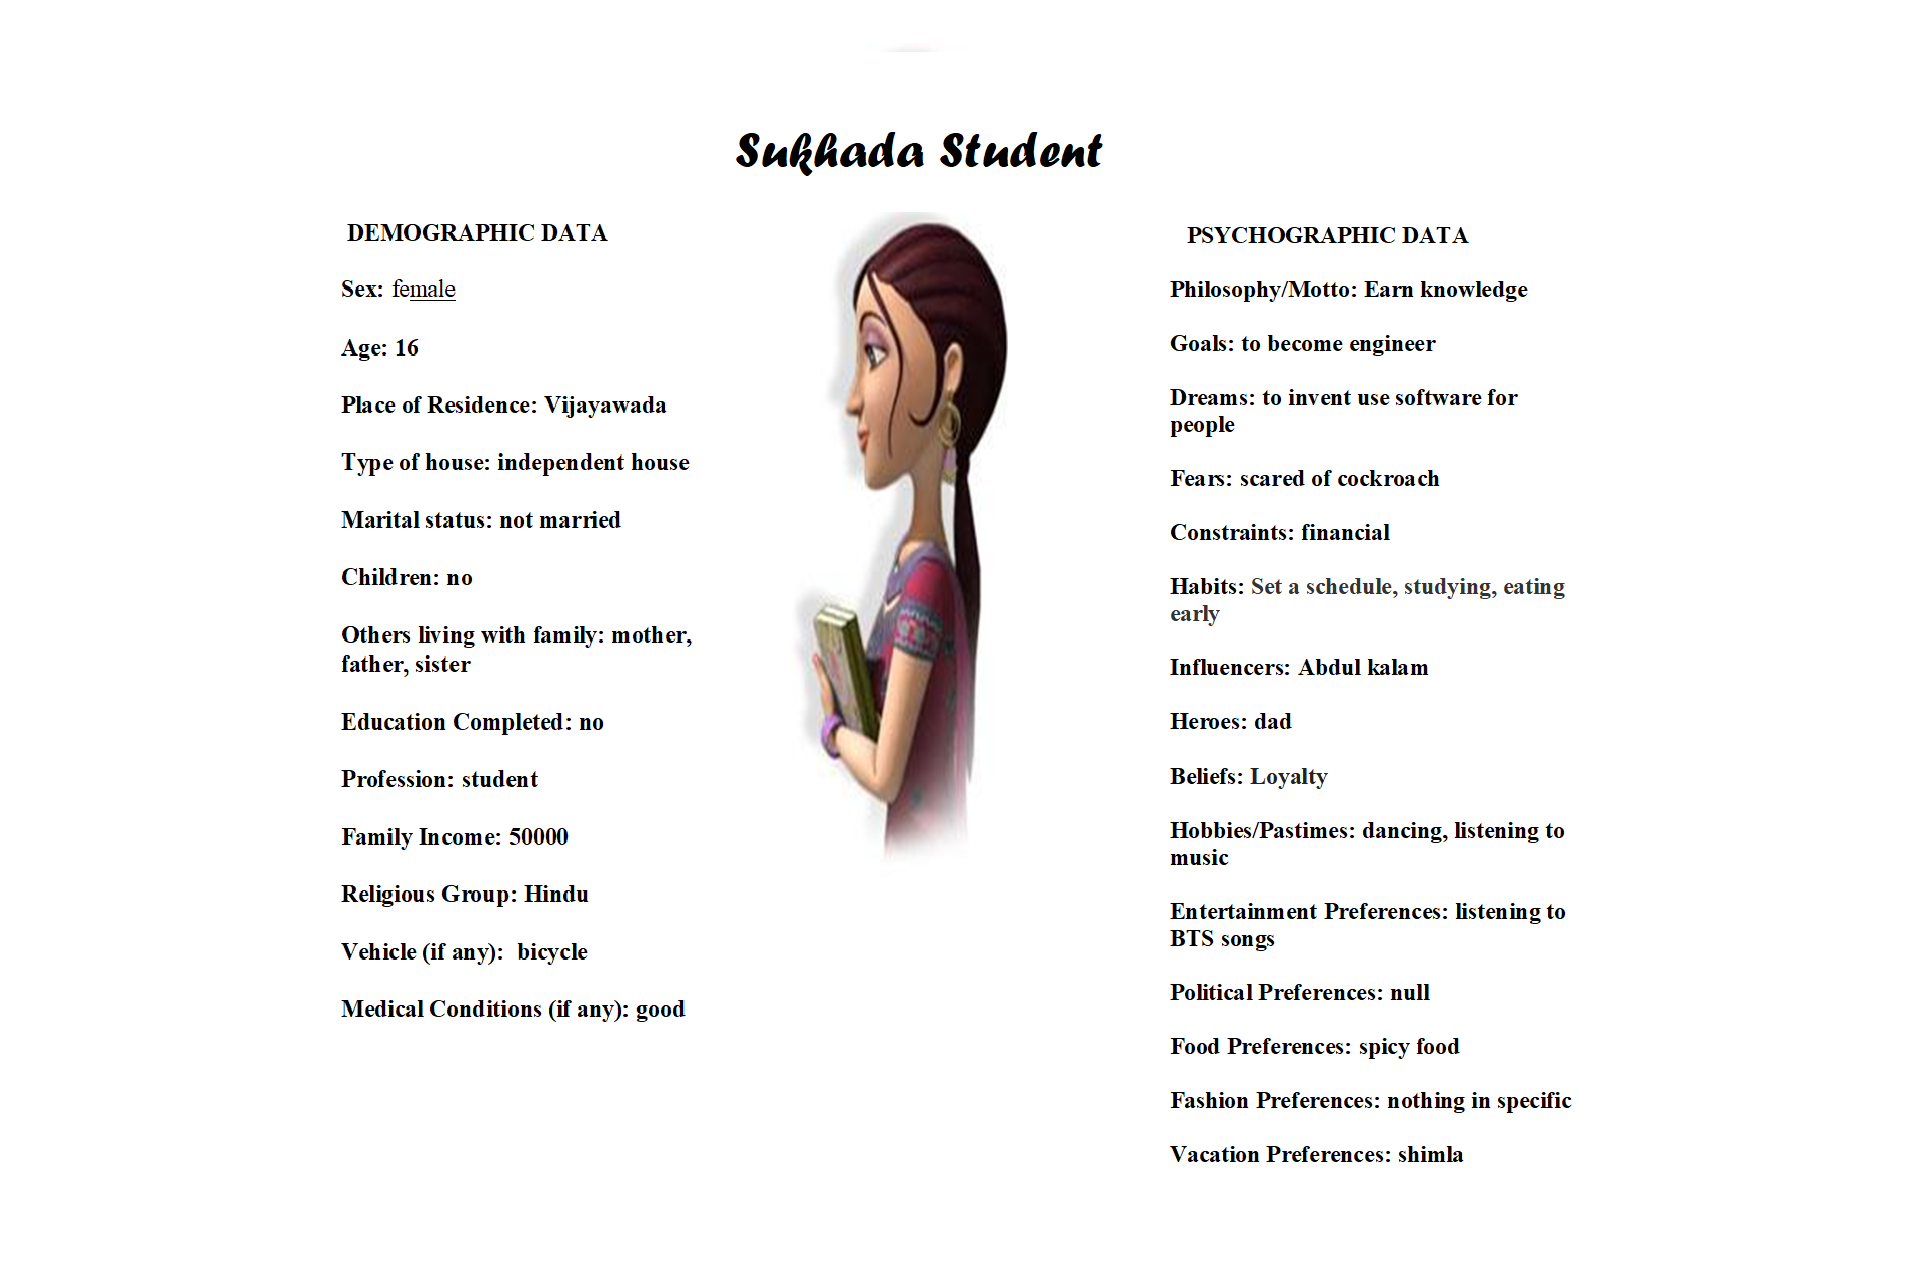 Sukhada Student
DEMOGRAPHIC DATA
Sex: female
Age: 16
Place of Residence: Vijayawada
Type of house: independent house
Marital status: not married
Children: no
Others living with family: mother,
father, sister
Education Completed: no
Profession: student
Family Income: 50000
Religious Group: Hindu
Vehicle (if any):  bicycle
Medical Conditions (if any): good
PSYCHOGRAPHIC DATA
Philosophy/Motto: Earn knowledge
Goals: to become engineer
Dreams: to invent use software for
people
Fears: scared of cockroach
Constraints: financial
Habits: Set a schedule, studying, eating
early
Influencers: Abdul kalam
Heroes: dad
Beliefs: Loyalty
Hobbies/Pastimes: dancing, listening to
music
Entertainment Preferences: listening to
BTS songs
Political Preferences: null
Food Preferences: spicy food
Fashion Preferences: nothing in specific
Vacation Preferences: shimla